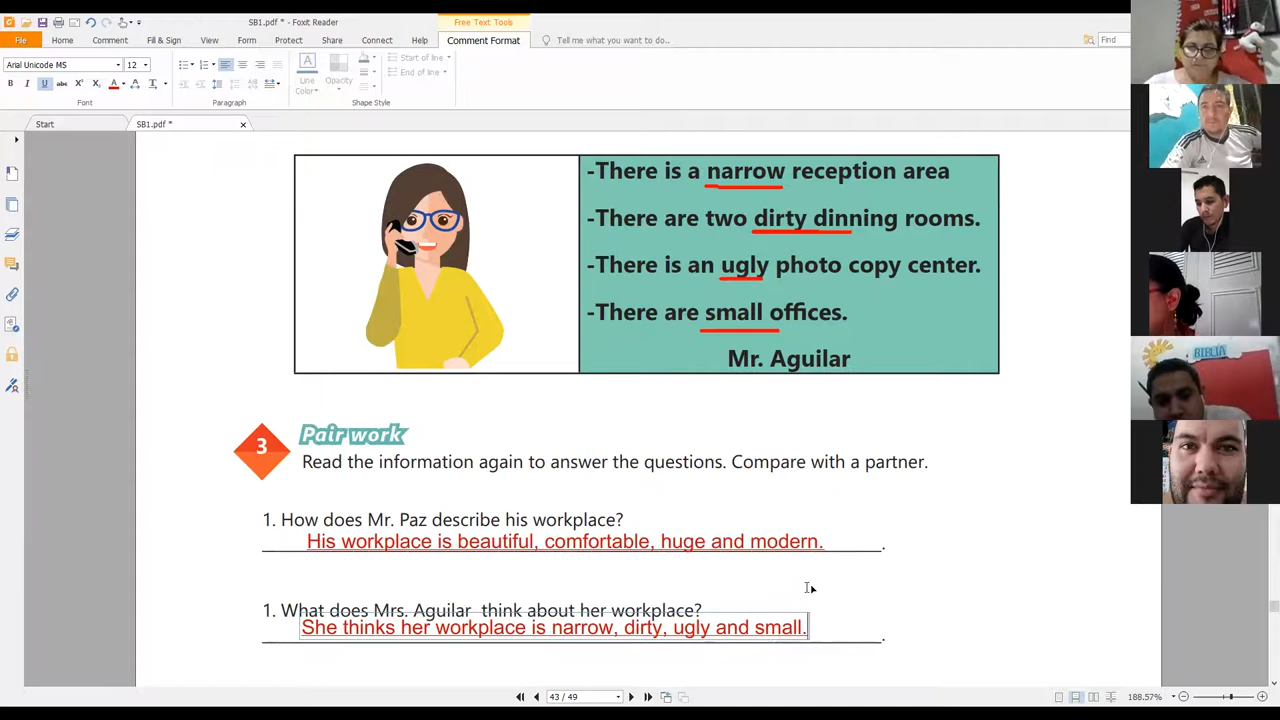 SB1.pdf * - Foxit Reader
Free Text Tools
File
Home
Comment
Fill & Sign
View
Form
Protect
Share
Connect
Help
Comment Format
Tell me what you want to do..
Find
Arial Unicode MS
12
Start of line
End of line
Line
Color
Opacity
Font
Paragraph
Shape Style
Start
SB1.pdf *
-There is a narrow reception area
-There are two dirty dinning rooms.
-There is an ugly photo copy center.
-There are small offices.
Mr. Aguilar
3
Pair work
Read the information again to answer the questions. Compare with a partner.
1. How does Mr. Paz describe his workplace?
His workplace is beautiful, comfortable, huge and modern.
1. What does Mrs. Aguilar think about her workplace?
She thinks her workplace is narrow, dirty, ugly and small.
43 / 49
188.57%
BIBLIA